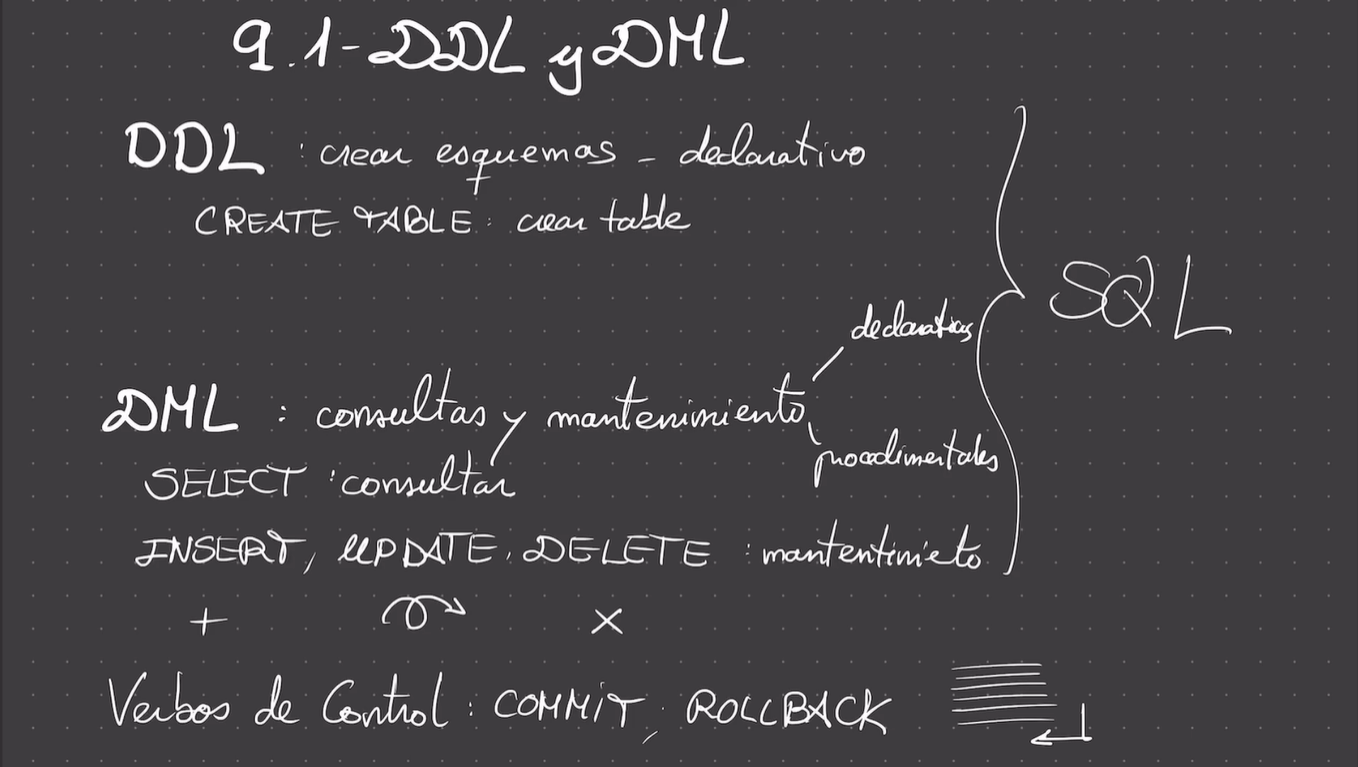 9.1-DDL y DML
DDL : crear esquemas - declarativo
CREATE TABLE : crear table
SQL
declarativas
DML : consultas y mantenimiento
procedimentales
SELECT : consultar
INSERT, UPDATE, DELETE : mantentimieto
+ ×
Verbos de Control : COMMIT, ROLLBACK